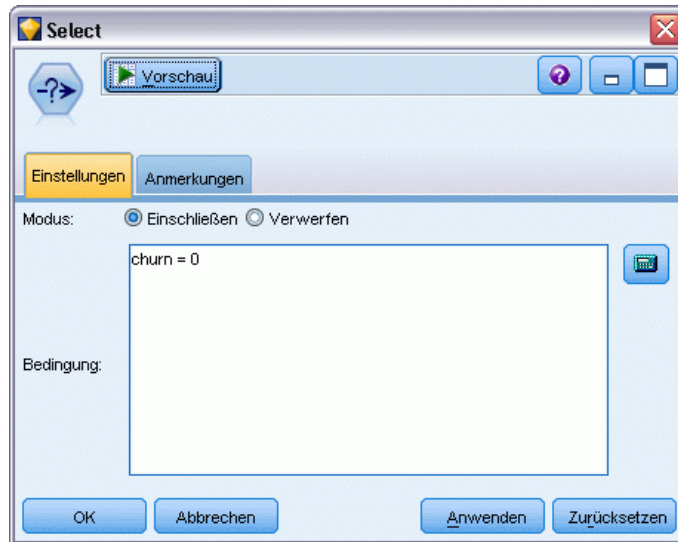 Select
Vorschau
Einstellungen Anmerkungen
Modus: Einschließen Verwerfen
churn = 0
Bedingung:
OK Abbrechen Anwenden Zurücksetzen